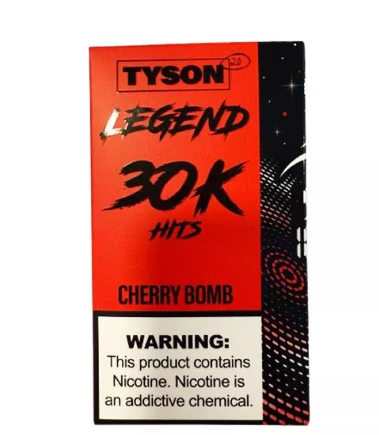 TYSON 2.0
LEGEND
30K
HITS
CHERRY BOMB
WARNING:
This product contains
Nicotine. Nicotine is
an addictive chemical.